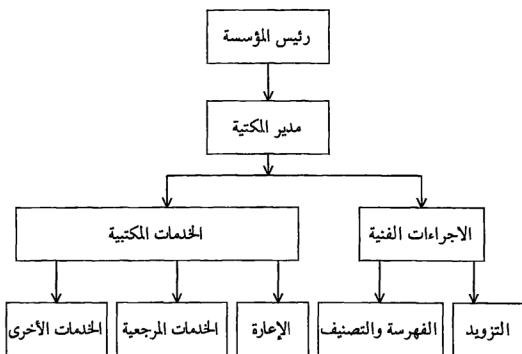 رئيس المؤسسة
مدير المكتبة
الاجراءات الفنية
الخدمات المكتبية
التزويد
الفهرسة والتصنيف
الإعارة
الخدمات المرجعية
الخدمات الأخرى